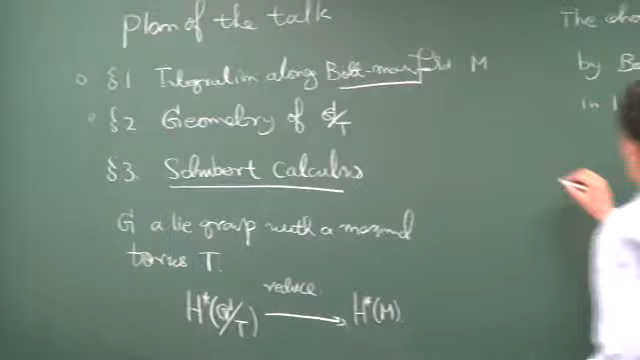 plan of the talk
§1 Integration along Bott-manifolds M
§2 Geometry of G/T
§3. Schubert Calculus
G a lie group with a maximal
torus T.
reduce
H*(G/T) → H*(M).
The
by
in